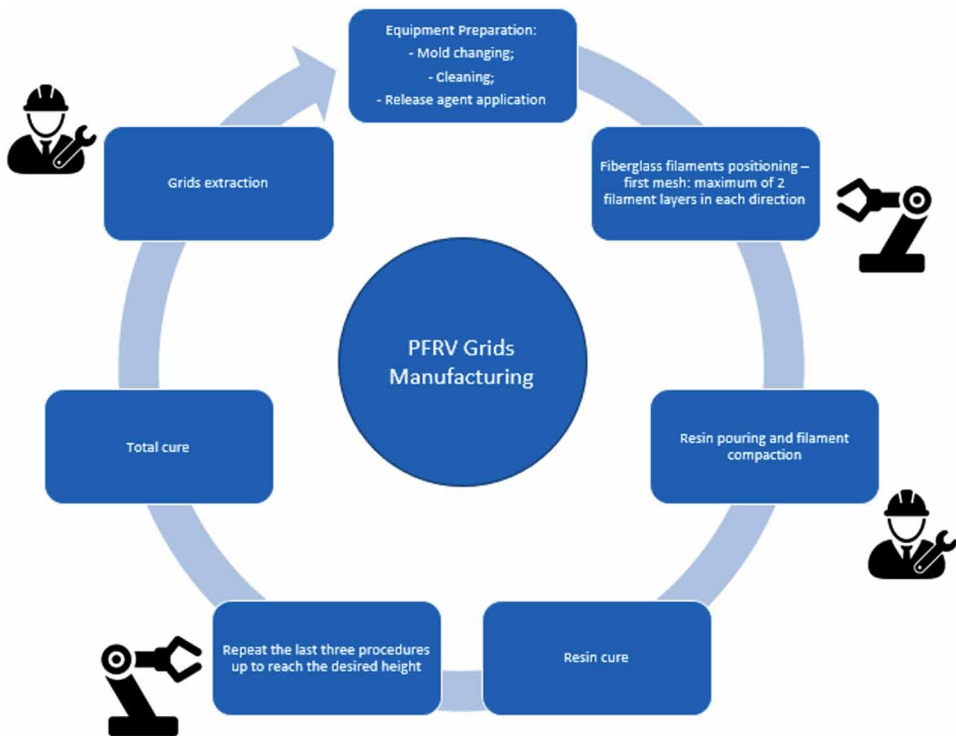 Equipment Preparation:
- Mold changing;
- Cleaning;
- Release agent application
Fiberglass filaments positioning –
first mesh: maximum of 2
filament layers in each direction
Resin pouring and filament
compaction
Resin cure
Repeat the last three procedures
up to reach the desired height
Total cure
Grids extraction
PFRV Grids
Manufacturing